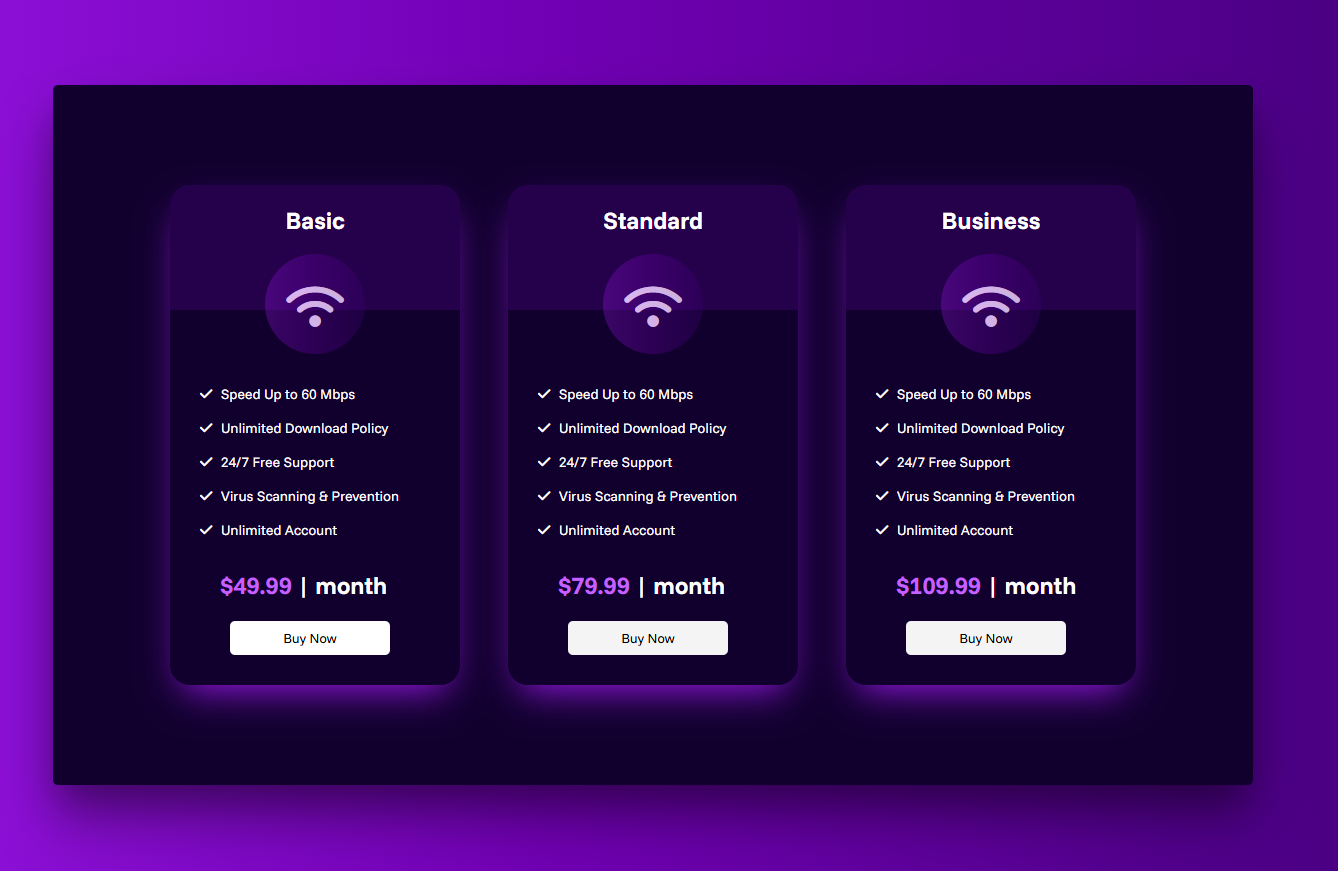 Basic
Speed Up to 60 Mbps
Unlimited Download Policy
24/7 Free Support
Virus Scanning & Prevention
Unlimited Account
$49.99 | month
Buy Now
Standard
Speed Up to 60 Mbps
Unlimited Download Policy
24/7 Free Support
Virus Scanning & Prevention
Unlimited Account
$79.99 | month
Buy Now
Business
Speed Up to 60 Mbps
Unlimited Download Policy
24/7 Free Support
Virus Scanning & Prevention
Unlimited Account
$109.99 | month
Buy Now